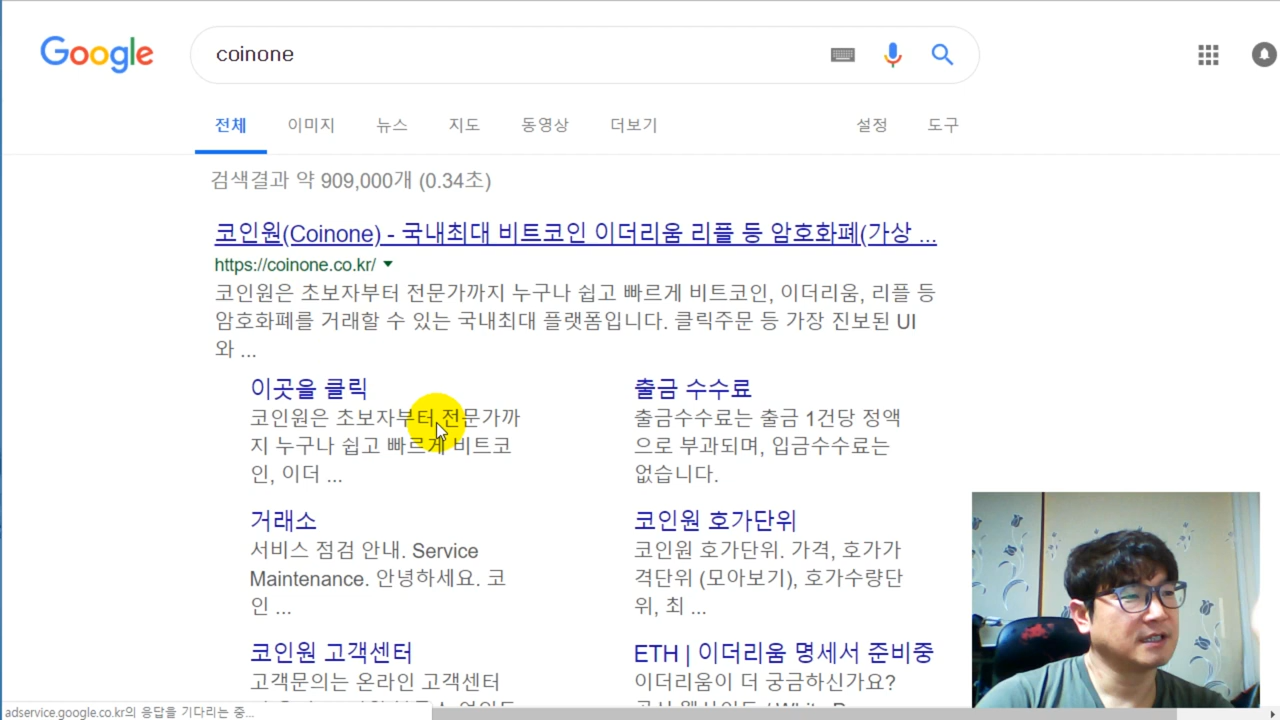 Google
coinone
전체 이미지 뉴스 지도 동영상 더보기 설정 도구
검색결과 약 909,000개 (0.34초)
코인원(Coinone) - 국내최대 비트코인 이더리움 리플 등 암호화폐(가상 ...
https://coinone.co.kr/
코인원은 초보자부터 전문가까지 누구나 쉽고 빠르게 비트코인, 이더리움, 리플 등
암호화폐를 거래할 수 있는 국내최대 플랫폼입니다. 클릭주문 등 가장 진보된 UI
와 ...
이곳을 클릭
코인원은 초보자부터 전문가까
지 누구나 쉽고 빠르게 비트코
인, 이더 ...
출금 수수료
출금수수료는 출금 1건당 정액
으로 부과되며, 입금수수료는
없습니다.
거래소
서비스 점검 안내. Service
Maintenance. 안녕하세요. 코
인 ...
코인원 호가단위
코인원 호가단위. 가격, 호가가
격단위 (모아보기), 호가수량단
위, 최 ...
코인원 고객센터
고객문의는 온라인 고객센터
ETH | 이더리움 명세서 준비중
이더리움이 더 궁금하신가요?
adservice.google.co.kr의 응답을 기다리는 중...